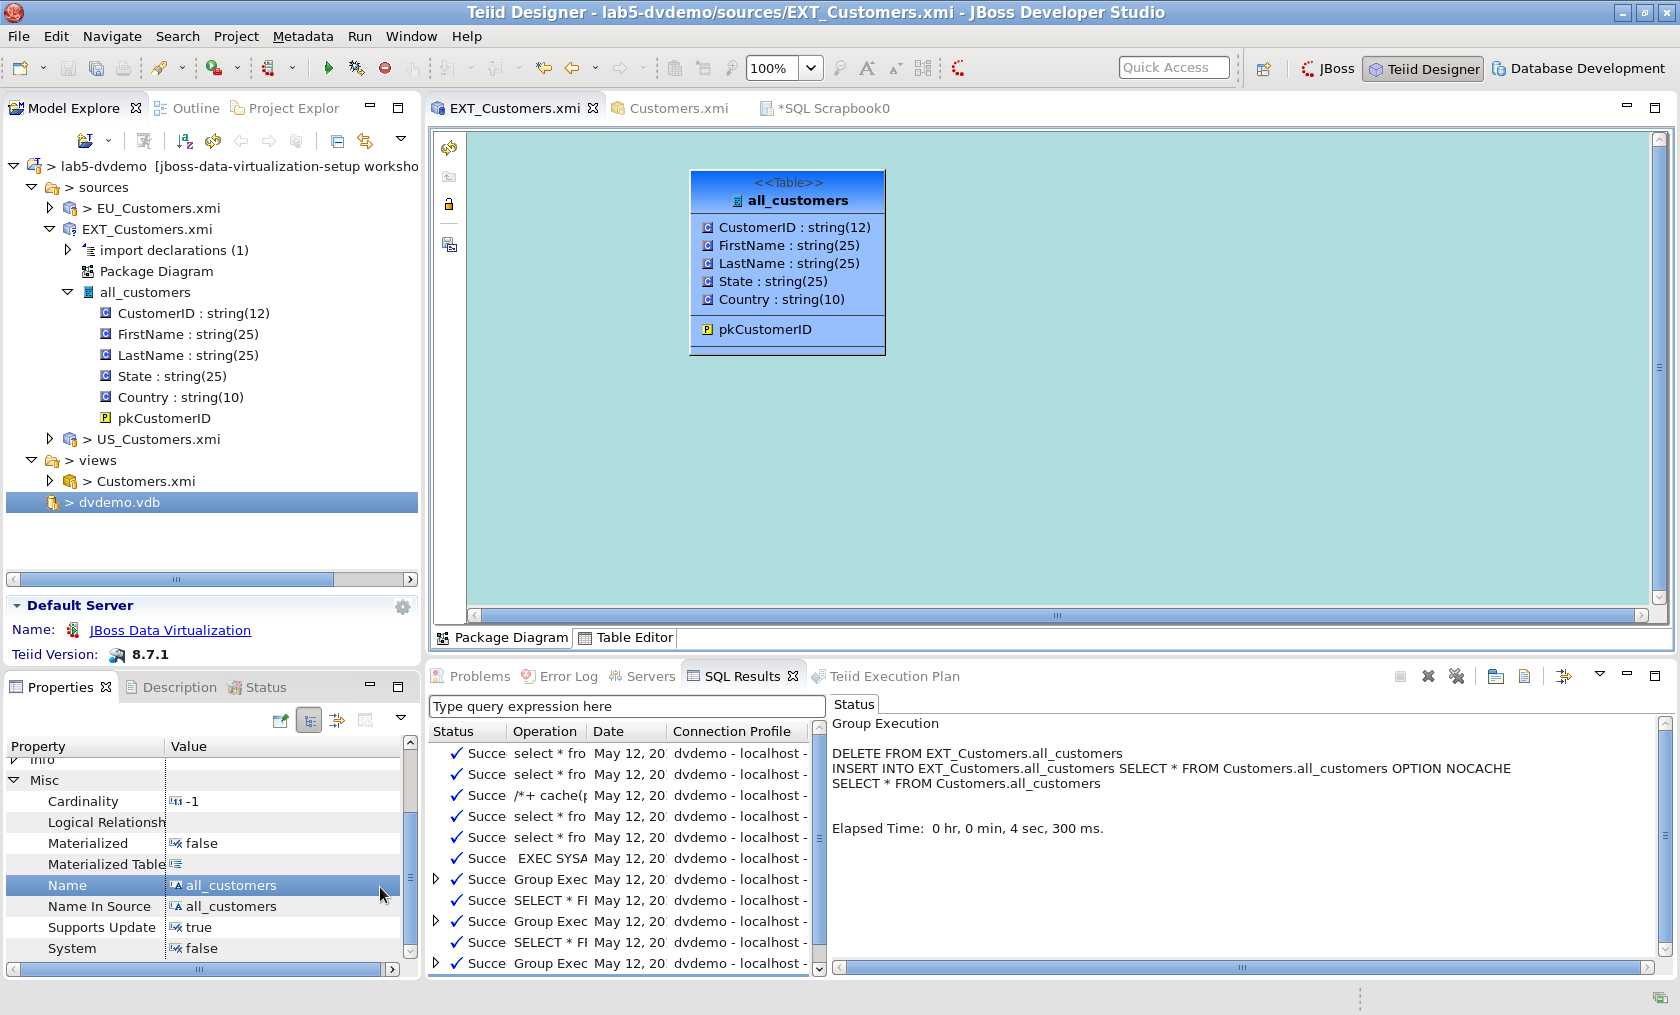 Teiid Designer - lab5-dvdemo/sources/EXT_Customers.xmi - JBoss Developer Studio
File Edit Navigate Search Project Metadata Run Window Help
100%
Quick Access
JBoss
Teiid Designer
Database Development
Model Explore
Outline
Project Explor
> lab5-dvdemo [jboss-data-virtualization-setup worksho
> sources
> EU_Customers.xmi
EXT_Customers.xmi
import declarations (1)
Package Diagram
all_customers
CustomerID : string(12)
FirstName : string(25)
LastName : string(25)
State : string(25)
Country : string(10)
pkCustomerID
> US_Customers.xmi
> views
> Customers.xmi
> dvdemo.vdb
Default Server
Name: JBoss Data Virtualization
Teiid Version: 8.7.1
EXT_Customers.xmi
Customers.xmi
*SQL Scrapbook0
<<Table>>
all_customers
CustomerID : string(12)
FirstName : string(25)
LastName : string(25)
State : string(25)
Country : string(10)
pkCustomerID
Package Diagram
Table Editor
Properties
Description
Status
Property Value
Info
Misc
Cardinality -1
Logical Relationsh
Materialized false
Materialized Table
Name all_customers
Name In Source all_customers
Supports Update true
System false
Problems
Error Log
Servers
SQL Results
Teiid Execution Plan
Type query expression here
Status Operation Date Connection Profile
Succe select * fro May 12, 20 dvdemo - localhost -
Succe select * fro May 12, 20 dvdemo - localhost -
Succe /*+ cache(p May 12, 20 dvdemo - localhost -
Succe select * fro May 12, 20 dvdemo - localhost -
Succe select * fro May 12, 20 dvdemo - localhost -
Succe EXEC SYSA May 12, 20 dvdemo - localhost -
Succe Group Exec May 12, 20 dvdemo - localhost -
Succe SELECT * FI May 12, 20 dvdemo - localhost -
Succe Group Exec May 12, 20 dvdemo - localhost -
Succe SELECT * FI May 12, 20 dvdemo - localhost -
Succe Group Exec May 12, 20 dvdemo - localhost -
Status
Group Execution
DELETE FROM EXT_Customers.all_customers
INSERT INTO EXT_Customers.all_customers SELECT * FROM Customers.all_customers OPTION NOCACHE
SELECT * FROM Customers.all_customers
Elapsed Time: 0 hr, 0 min, 4 sec, 300 ms.